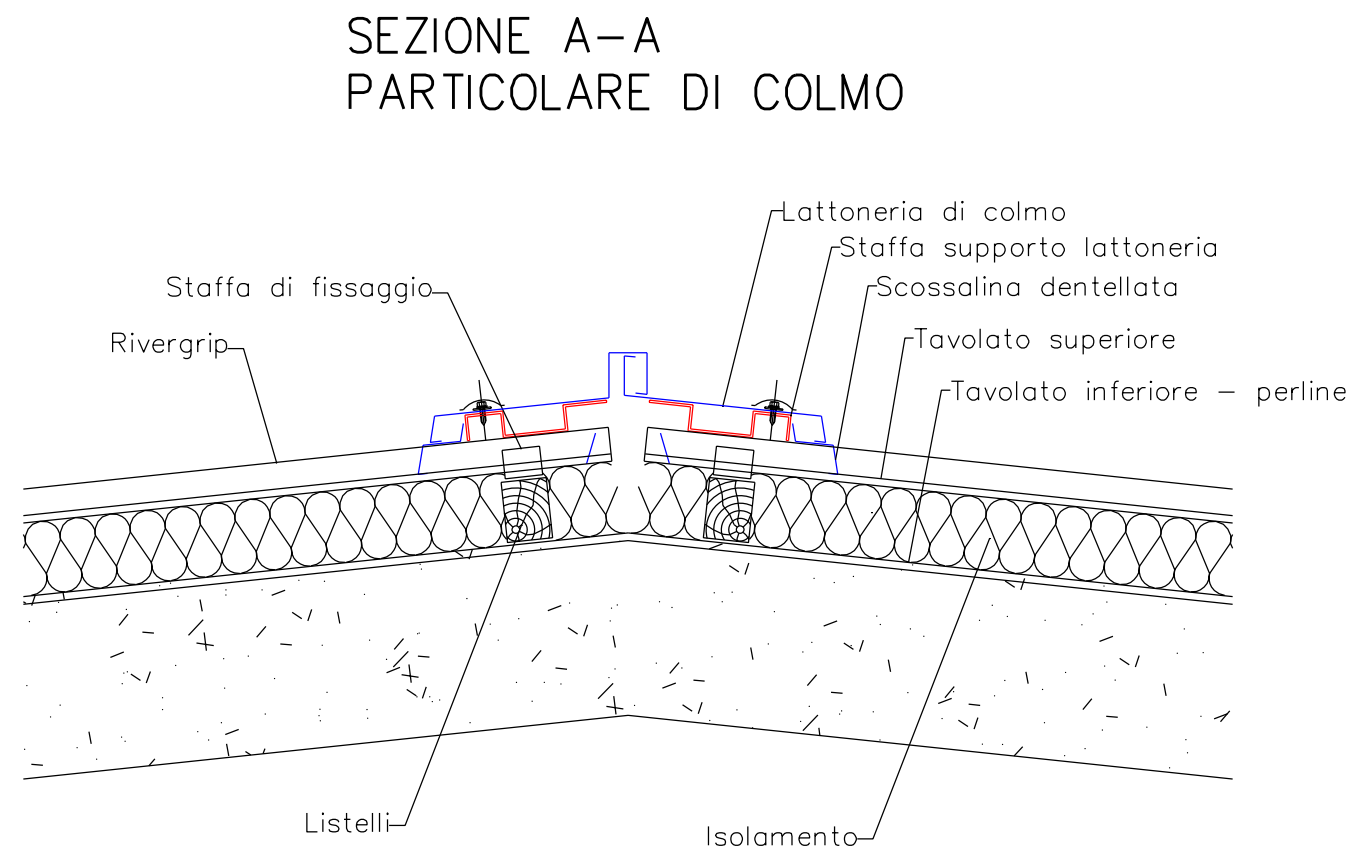 SEZIONE A-A
PARTICOLARE DI COLMO
Lattoneria di colmo
Staffa supporto lattoneria
Staffa di fissaggio
Scossalina dentellata
Rivergrip
Tavolato superiore
Tavolato inferiore - perline
Listelli
Isolamento